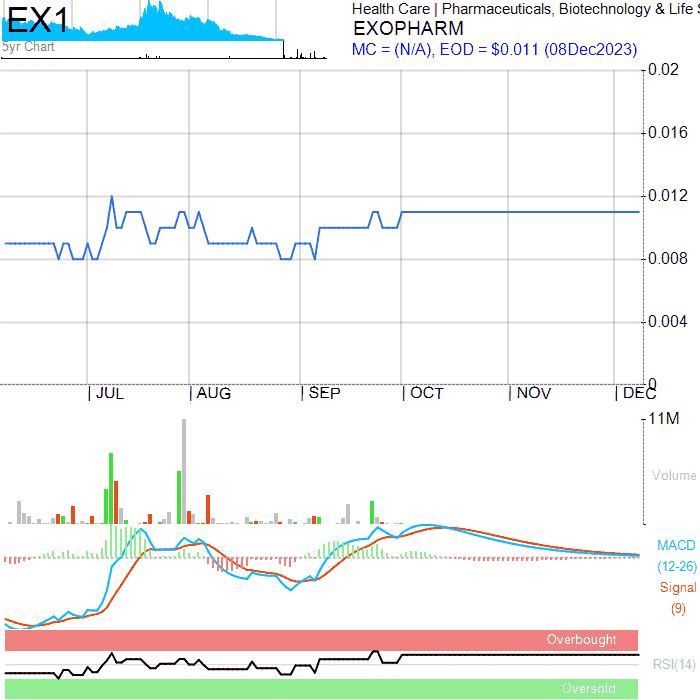 EX1
5yr Chart
Health Care | Pharmaceuticals, Biotechnology & Life S
EXOPHARM
MC = (N/A), EOD = $0.011 (08Dec2023)
0.02
0.016
0.012
0.008
0.004
0
JUL AUG SEP OCT NOV DEC
11M
Volume
MACD
(12-26)
Signal
(9)
Overbought
RSI(14)
Oversold